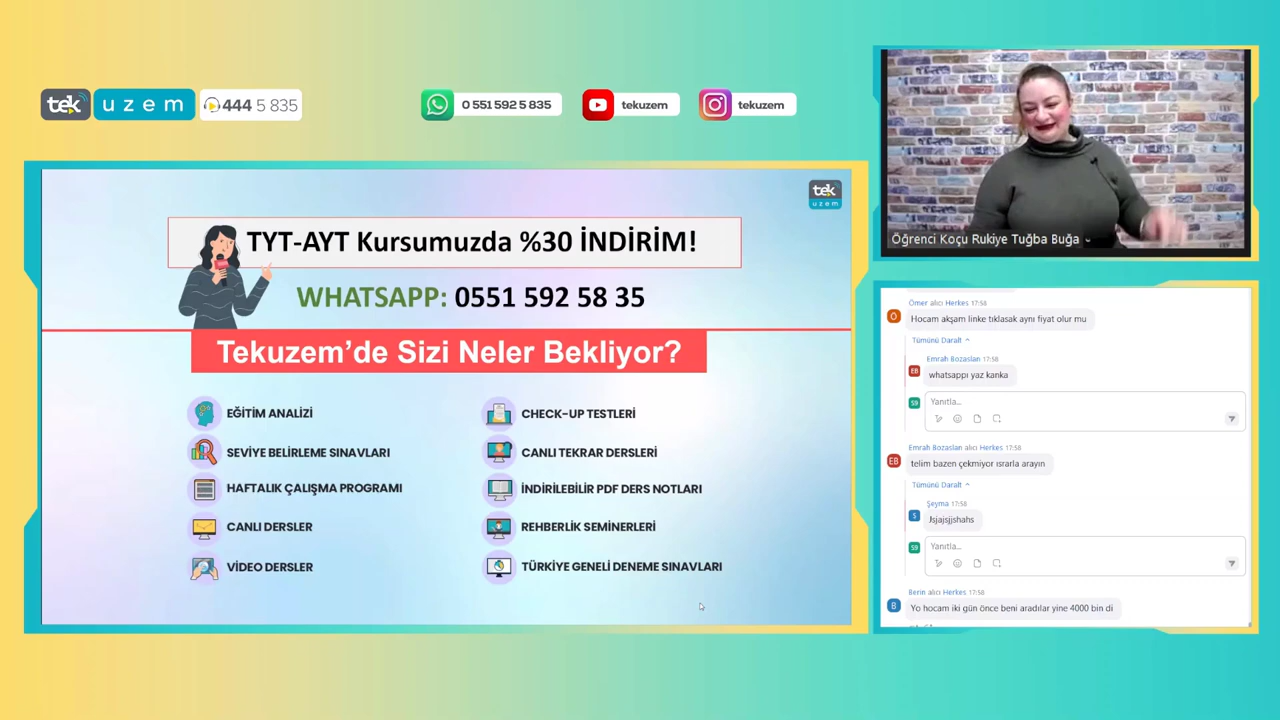 tek uzem
444 5 835
0 551 592 5 835
tekuzem
tekuzem
tek
uzem
TYT-AYT Kursumuzda %30 İNDİRİM!
WHATSAPP: 0551 592 58 35
Tekuzem’de Sizi Neler Bekliyor?
EĞİTİM ANALİZİ
SEVİYE BELİRLEME SINAVLARI
HAFTALIK ÇALIŞMA PROGRAMI
CANLI DERSLER
VİDEO DERSLER
CHECK-UP TESTLERİ
CANLI TEKRAR DERSLERİ
İNDİRİLEBİLİR PDF DERS NOTLARI
REHBERLİK SEMİNERLERİ
TÜRKİYE GENELİ DENEME SINAVLARI
Öğrenci Koçu Rukiye Tuğba Buğa
Ömer alıcı Herkes 17:58
Ö
Hocam akşam linke tıklasak aynı fiyat olur mu
Tümünü Daralt
Emrah Bozaslan 17:58
EB
whatsappı yaz kanka
S9
Yanıtla...
Emrah Bozaslan alıcı Herkes 17:58
EB
telim bazen çekmiyor ısrarla arayın
Tümünü Daralt
Şeyma 17:58
Ş
Jsjajsjjshahs
S9
Yanıtla...
Berin alıcı Herkes 17:58
B
Yo hocam iki gün önce beni aradılar yine 4000 bin di